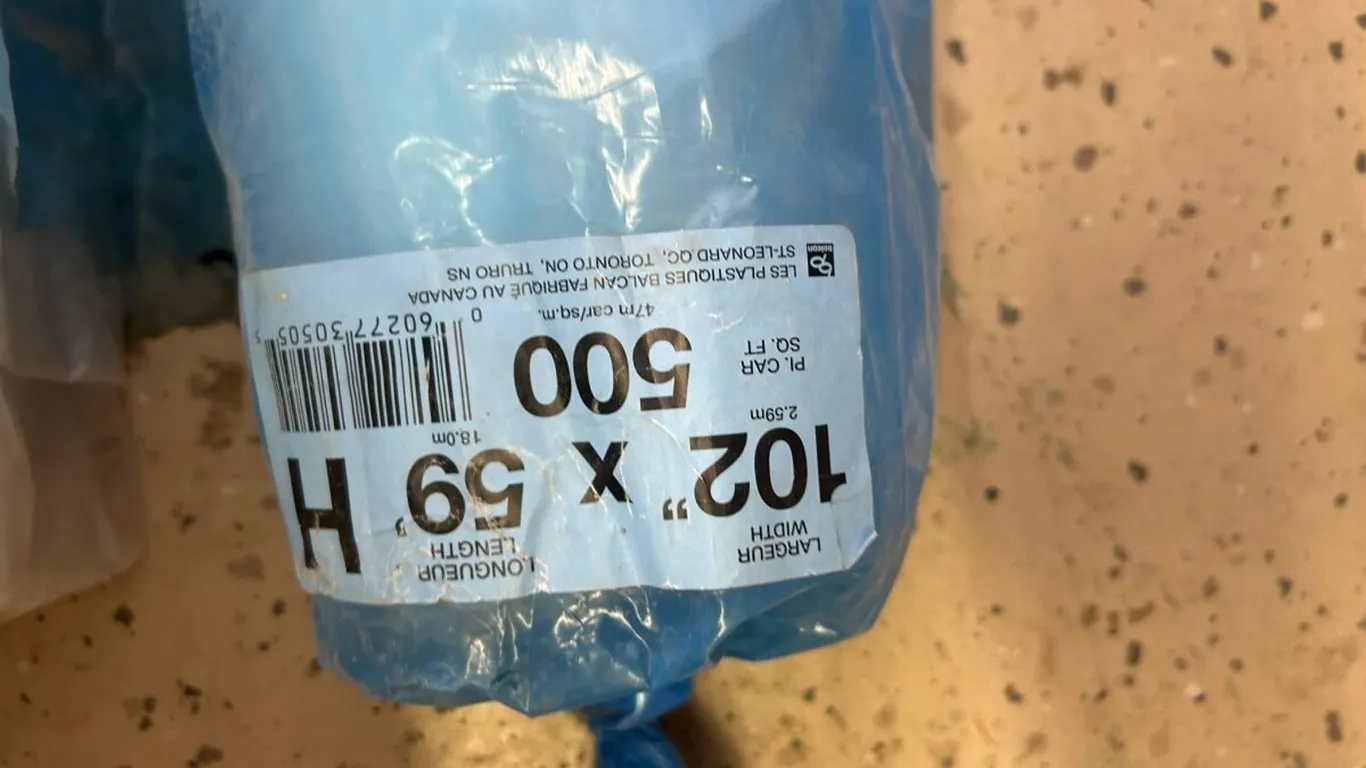 LARGEUR
WIDTH
102" x 59' H
LONGUEUR
LENGTH
2.59m
18.0m
PI. CAR
SQ. FT
500
47m car/sq.m.
0 60277 30505 5
LES PLASTIQUES BALCAN FABRIQUÉ AU CANADA
ST-LEONARD QC, TORONTO ON, TRURO NS
balcan